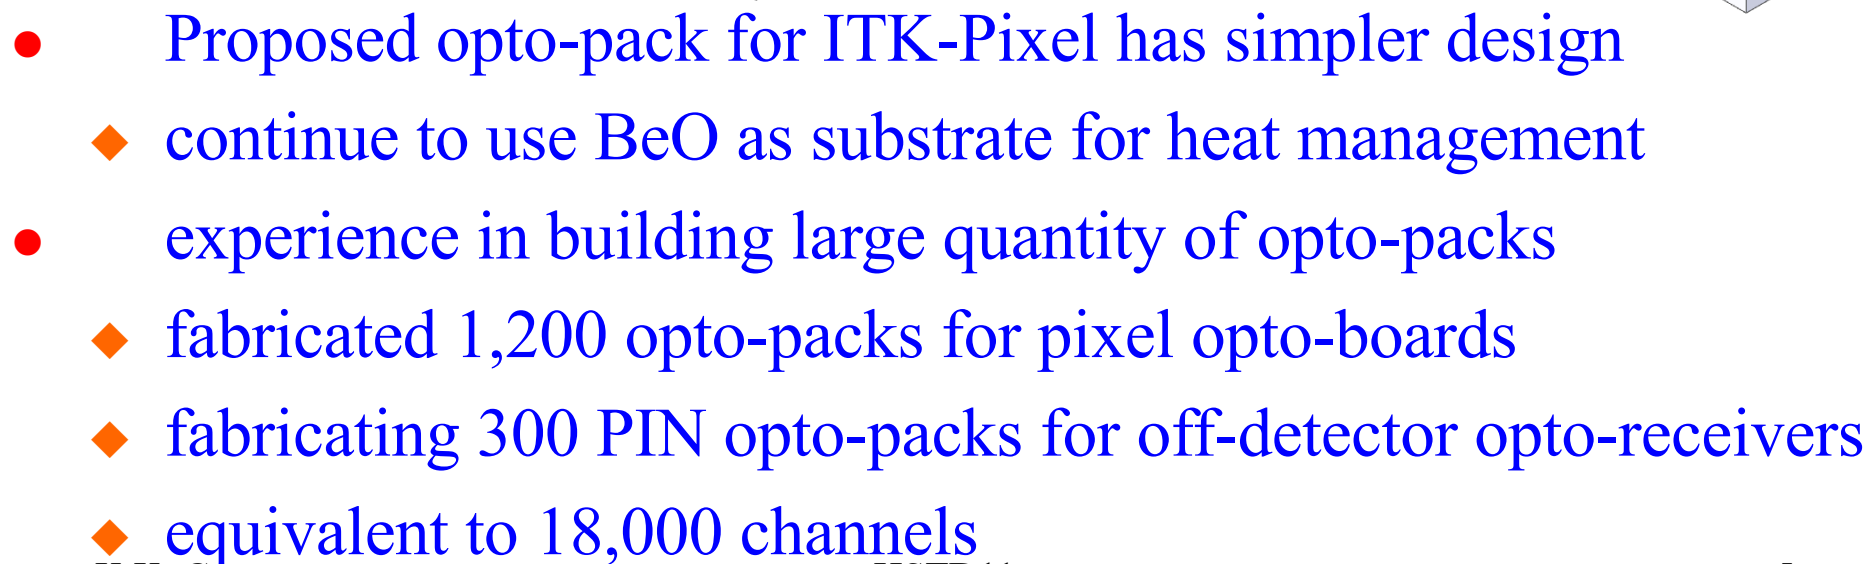 • Proposed opto-pack for ITK-Pixel has simpler design
◆ continue to use BeO as substrate for heat management
• experience in building large quantity of opto-packs
◆ fabricated 1,200 opto-packs for pixel opto-boards
◆ fabricating 300 PIN opto-packs for off-detector opto-receivers
◆ equivalent to 18,000 channels